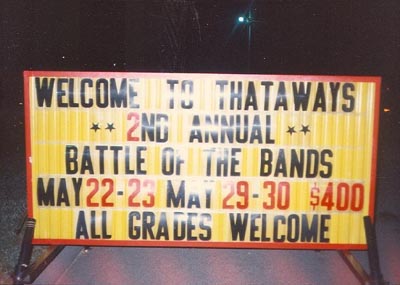 WELCOME TO THATAWAYS
** 2ND ANNUAL **
BATTLE OF THE BANDS
MAY 22-23 MAY 29-30 $400
ALL GRADES WELCOME